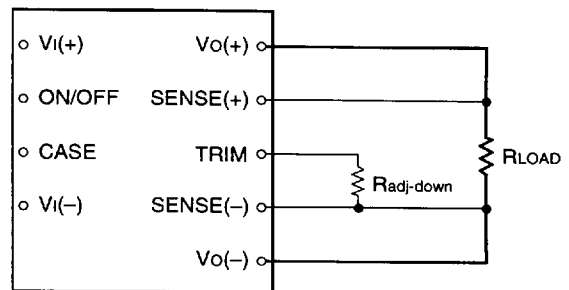 VI(+)
VO(+)
ON/OFF
SENSE(+)
CASE
TRIM
RLOAD
Radj-down
VI(–)
SENSE(–)
VO(–)